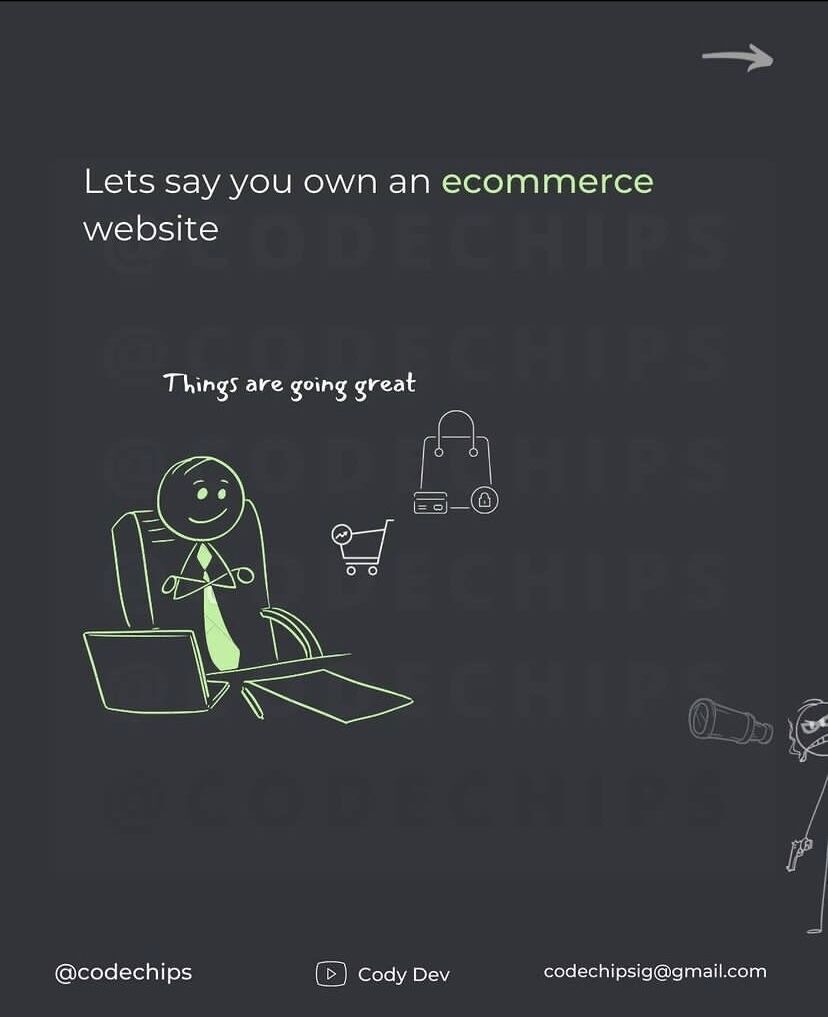 Lets say you own an ecommerce
website
@CODECHIPS
@CODECHIPS
Things are going great
@CODECHIPS
@CODECHIPS
@CODECHIPS
@CODECHIPS
@codechips
Cody Dev
codechipsig@gmail.com